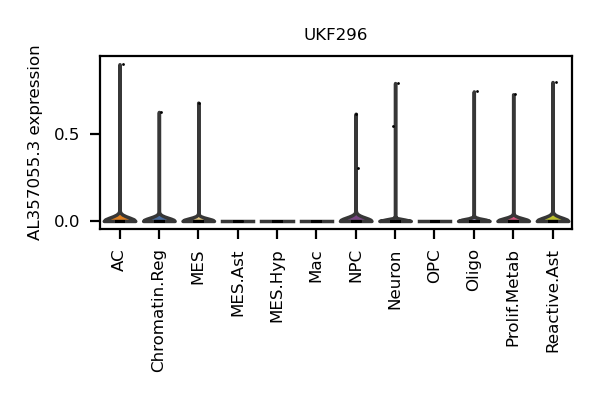 UKF296
AL357055.3 expression
0.5
0.0
AC
Chromatin.Reg
MES
MES.Ast
MES.Hyp
Mac
NPC
Neuron
OPC
Oligo
Prolif.Metab
Reactive.Ast